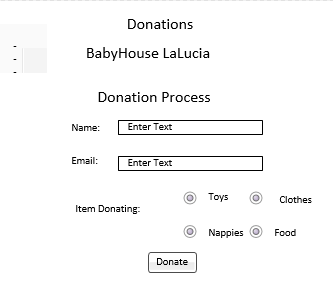 Donations
BabyHouse LaLucia
Donation Process
Name: Enter Text
Email: Enter Text
Item Donating:
Toys Clothes
Nappies Food
Donate